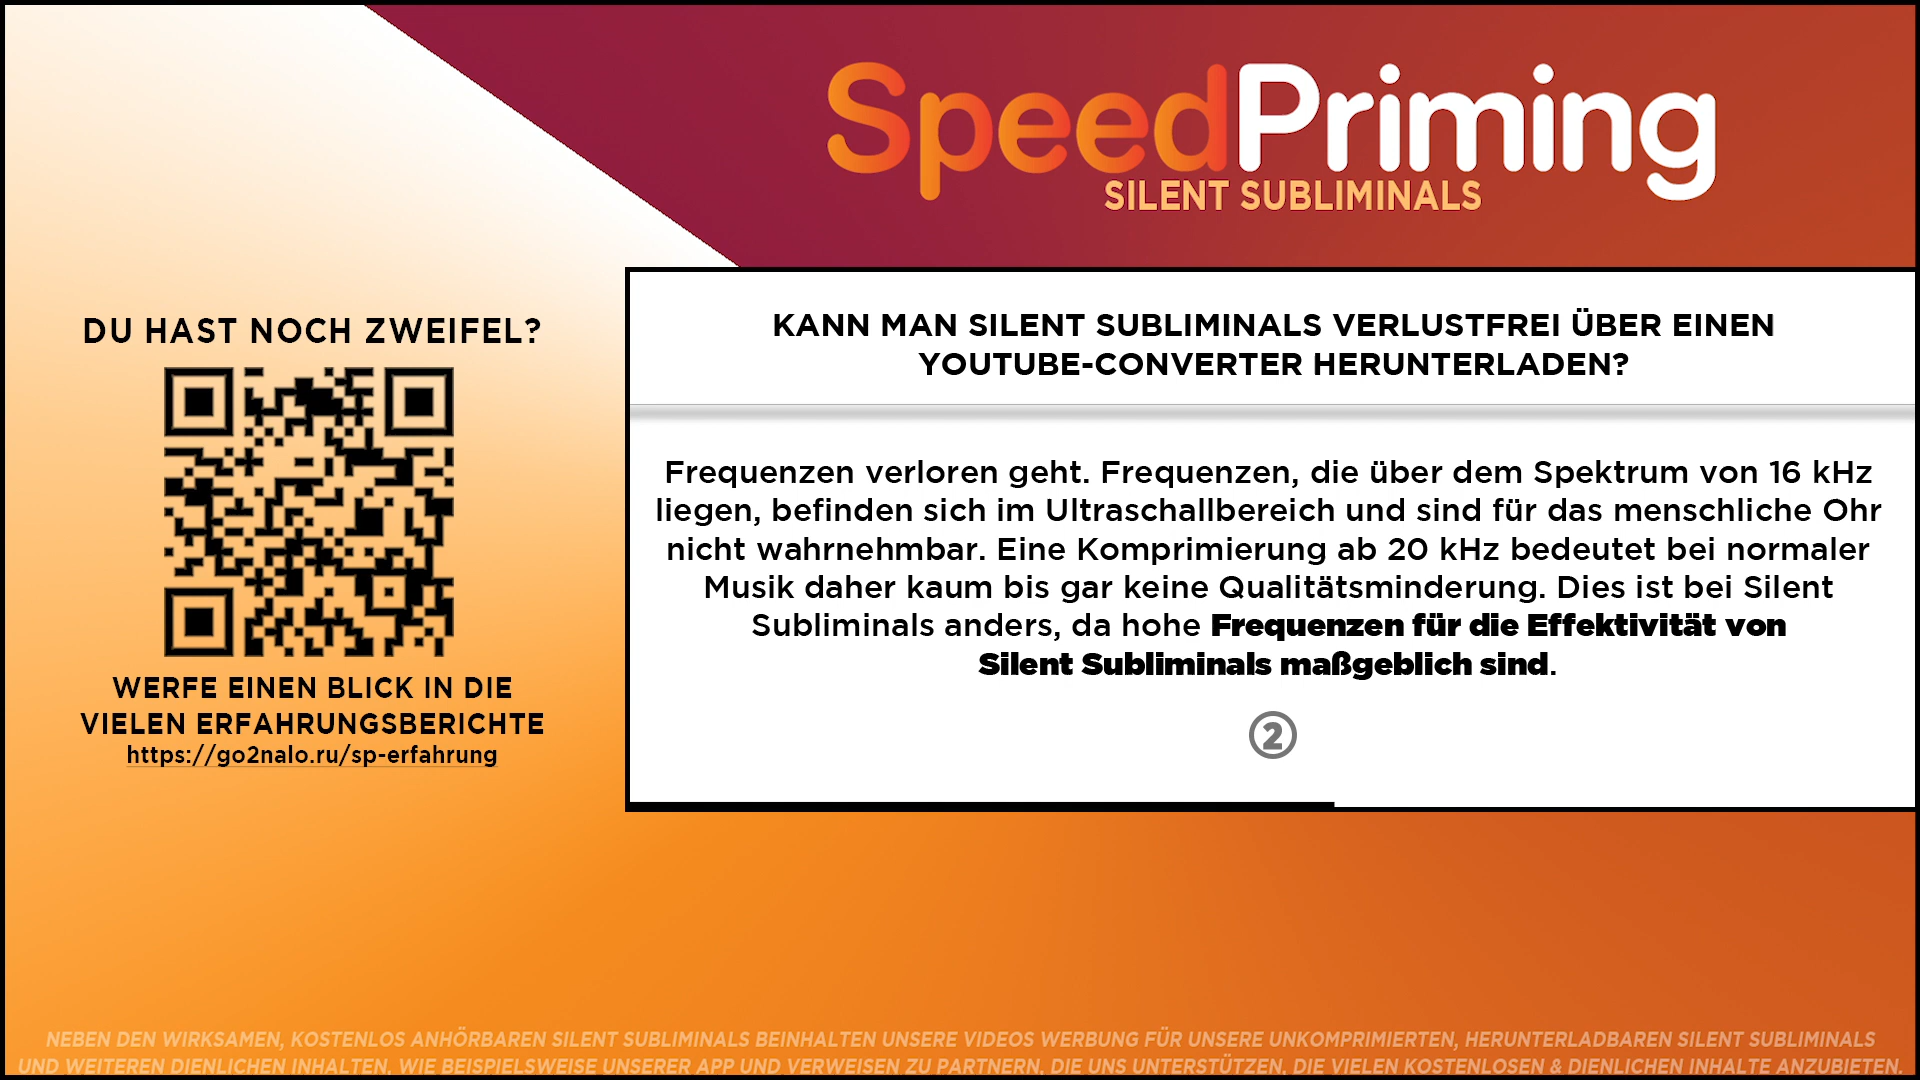 SpeedPriming
SILENT SUBLIMINALS
DU HAST NOCH ZWEIFEL?
WERFE EINEN BLICK IN DIE
VIELEN ERFAHRUNGSBERICHTE
https://go2nalo.ru/sp-erfahrung
KANN MAN SILENT SUBLIMINALS VERLUSTFREI ÜBER EINEN
YOUTUBE-CONVERTER HERUNTERLADEN?
Frequenzen verloren geht. Frequenzen, die über dem Spektrum von 16 kHz
liegen, befinden sich im Ultraschallbereich und sind für das menschliche Ohr
nicht wahrnehmbar. Eine Komprimierung ab 20 kHz bedeutet bei normaler
Musik daher kaum bis gar keine Qualitätsminderung. Dies ist bei Silent
Subliminals anders, da hohe Frequenzen für die Effektivität von
Silent Subliminals maßgeblich sind.
2
NEBEN DEN WIRKSAMEN, KOSTENLOS ANHÖRBAREN SILENT SUBLIMINALS BEINHALTEN UNSERE VIDEOS WERBUNG FÜR UNSERE UNKOMPRIMIERTEN, HERUNTERLADBAREN SILENT SUBLIMINALS
UND WEITEREN DIENLICHEN INHALTEN, WIE BEISPIELSWEISE UNSERER APP UND VERWEISEN ZU PARTNERN, DIE UNS UNTERSTÜTZEN, DIE VIELEN KOSTENLOSEN & DIENLICHEN INHALTE ANZUBIETEN.